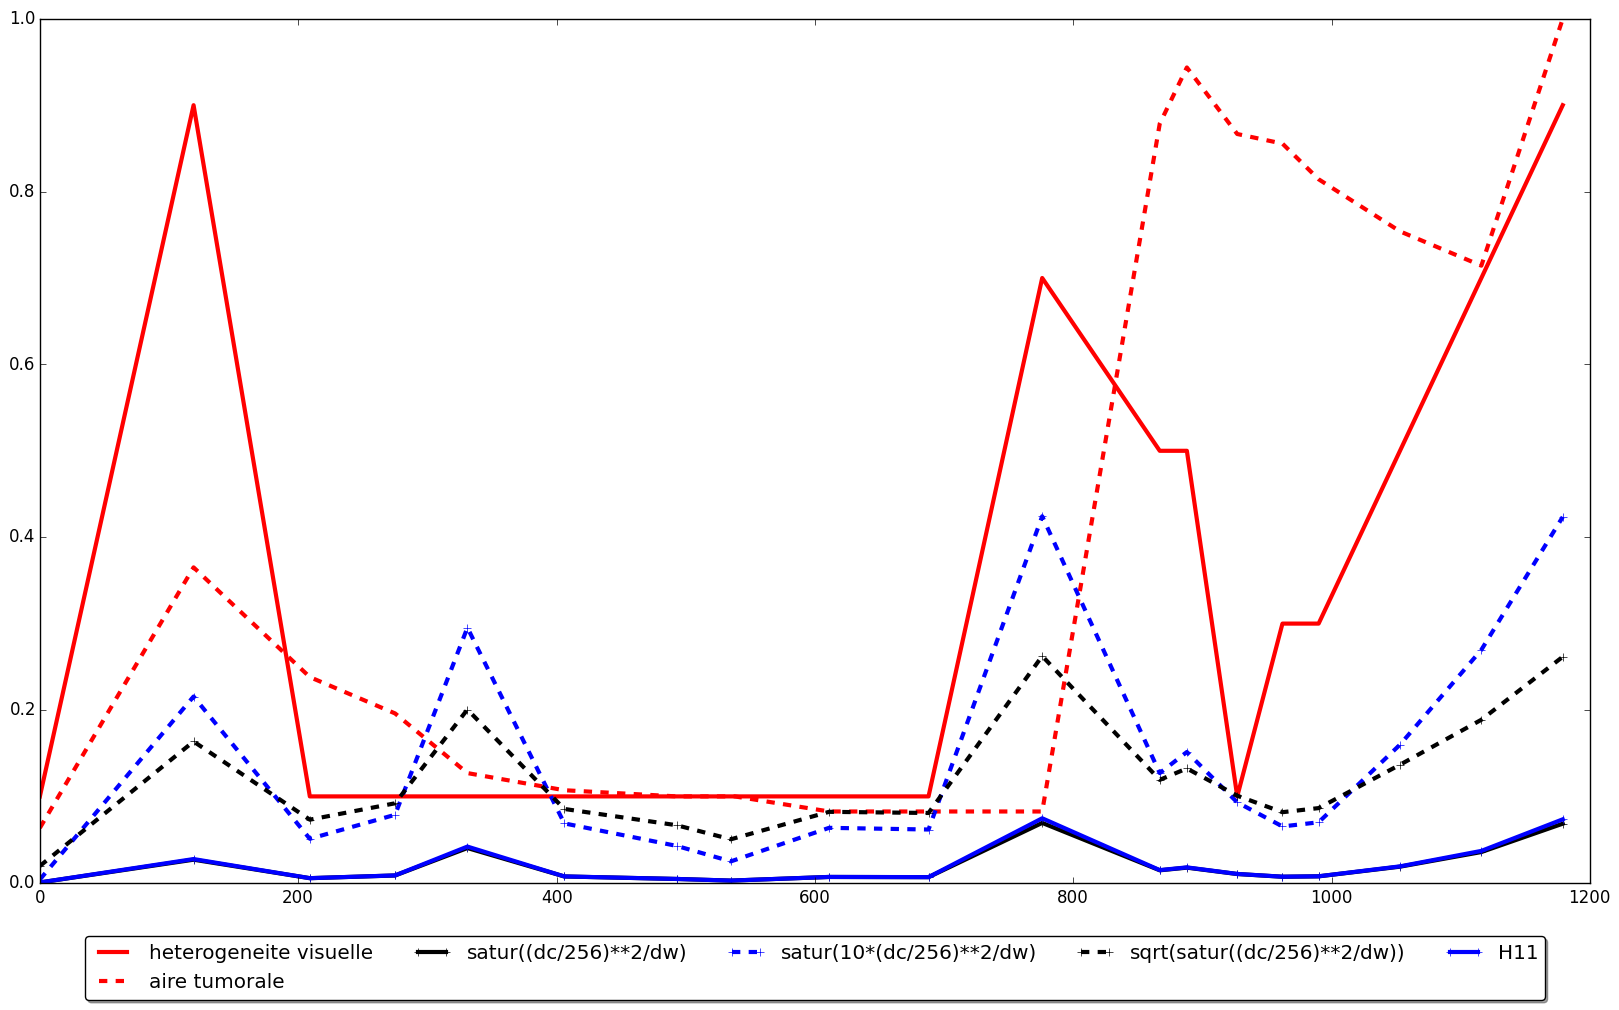 1.0
0.8
0.6
0.4
0.2
0.0
0 200 400 600 800 1000 1200
heterogeneite visuelle satur((dc/256)**2/dw) satur(10*(dc/256)**2/dw) sqrt(satur((dc/256)**2/dw)) H11
aire tumorale